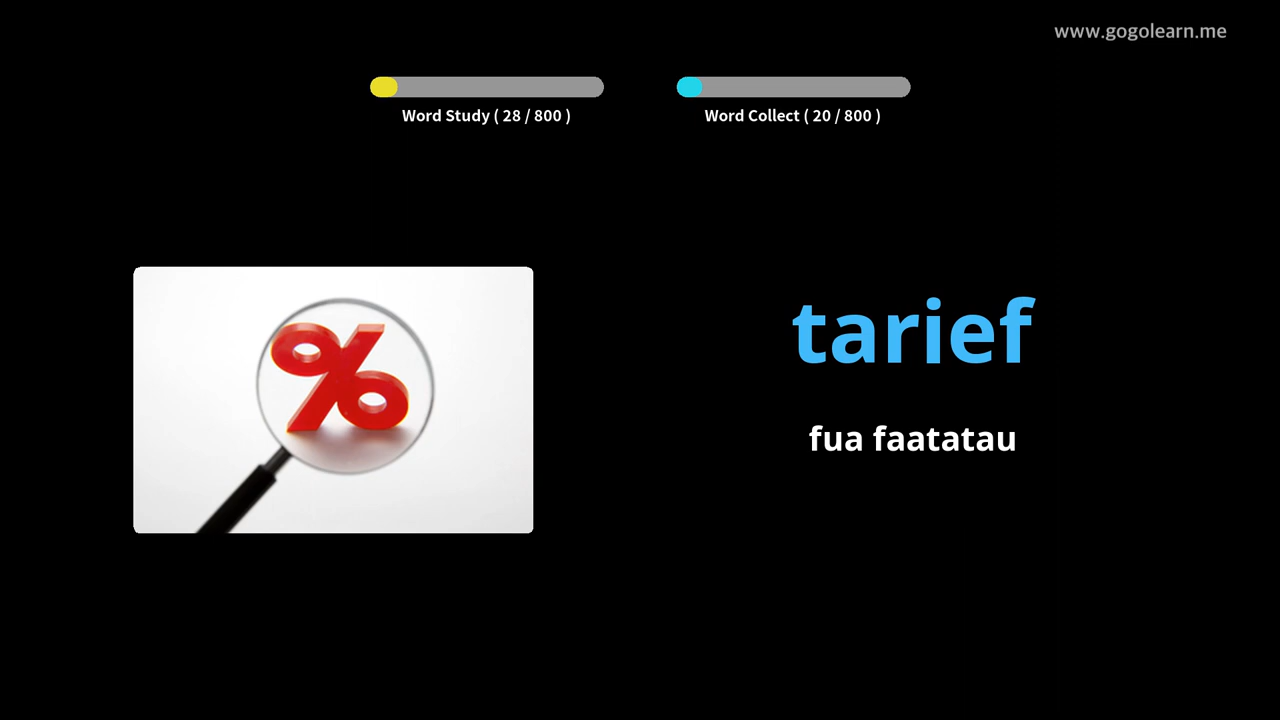 www.gogolearn.me
Word Study ( 28 / 800 )
Word Collect ( 20 / 800 )
%
tarief
fua faatatau